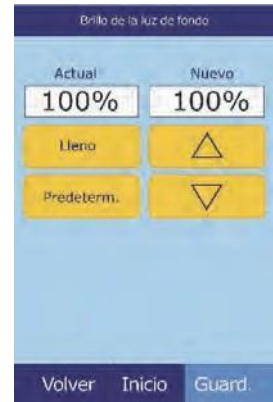 Brillo de la luz de fondo
Actual Nuevo
100% 100%
Lleno
Predeterm.
Volver Inicio Guard.